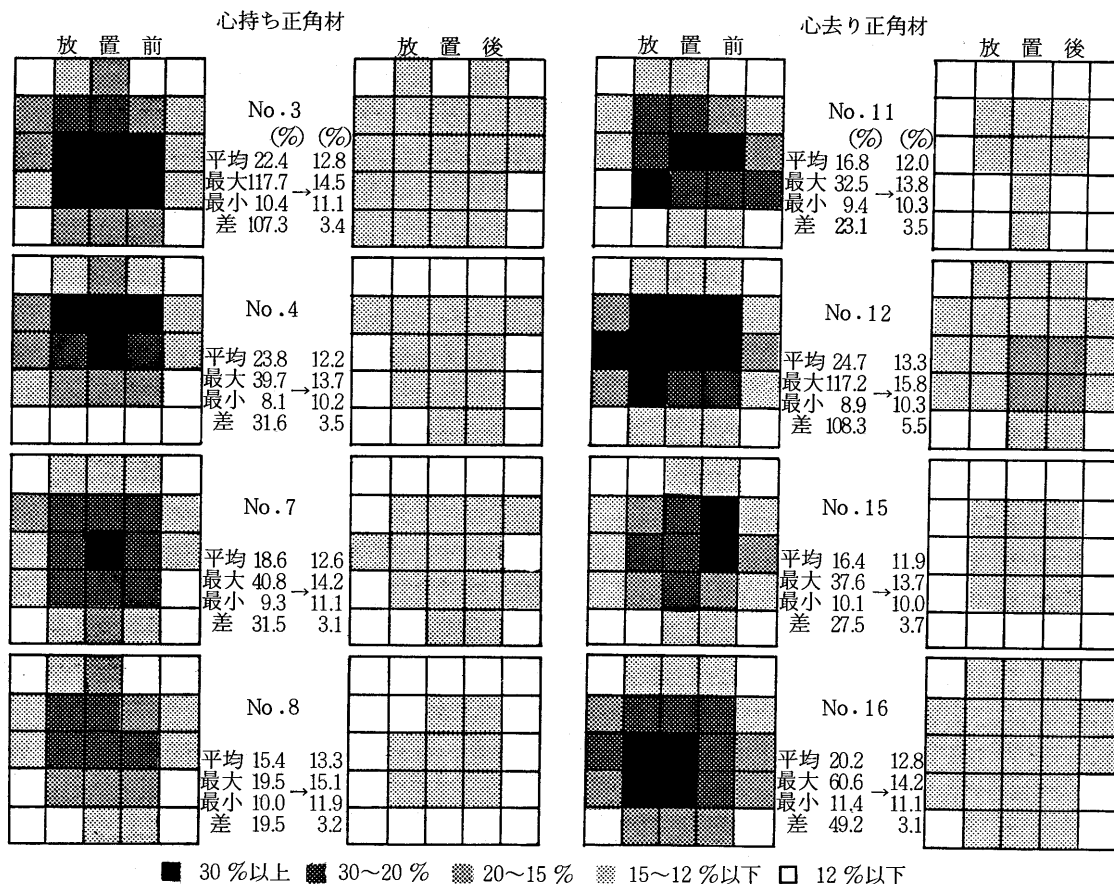 心持ち正角材
放置前 放置後
No.3
(%) (%)
平均 22.4 12.8
最大 117.7 → 14.5
最小 10.4 11.1
差 107.3 3.4
No.4
平均 23.8 12.2
最大 39.7 → 13.7
最小 8.1 10.2
差 31.6 3.5
No.7
平均 18.6 12.6
最大 40.8 → 14.2
最小 9.3 11.1
差 31.5 3.1
No.8
平均 15.4 13.3
最大 19.5 → 15.1
最小 10.0 11.9
差 19.5 3.2
心去り正角材
放置前 放置後
No.11
(%) (%)
平均 16.8 12.0
最大 32.5 → 13.8
最小 9.4 10.3
差 23.1 3.5
No.12
平均 24.7 13.3
最大 117.2 → 15.8
最小 8.9 10.3
差 108.3 5.5
No.15
平均 16.4 11.9
最大 37.6 → 13.7
最小 10.1 10.0
差 27.5 3.7
No.16
平均 20.2 12.8
最大 60.6 → 14.2
最小 11.4 11.1
差 49.2 3.1
30 %以上 30～20 % 20～15 % 15～12 %以下 12 %以下